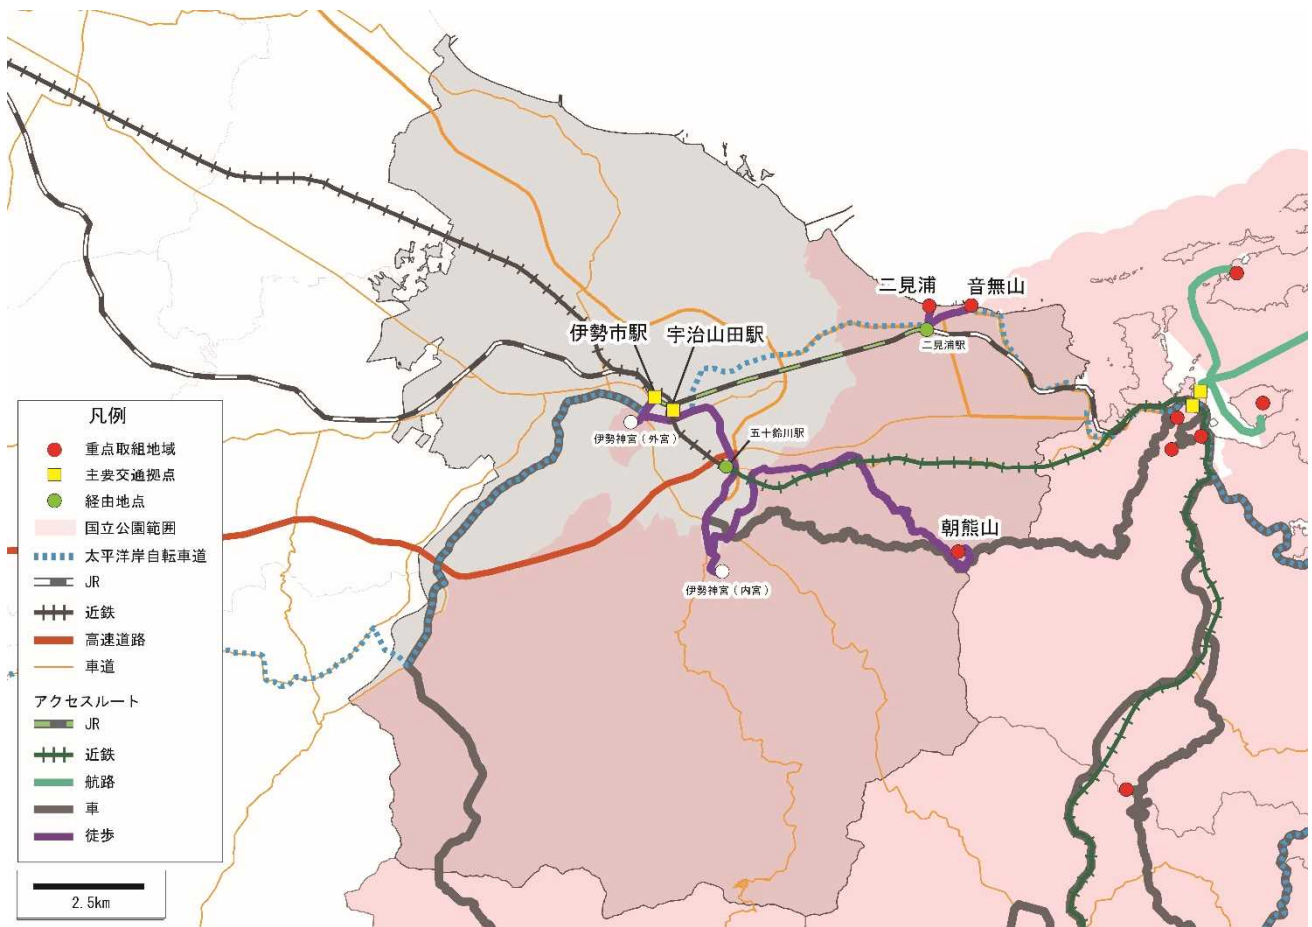 二見浦
音無山
伊勢市駅
宇治山田駅
二見浦駅
伊勢神宮(外宮)
五十鈴川駅
朝熊山
伊勢神宮(内宮)
凡例
重点取組地域
主要交通拠点
経由地点
国立公園範囲
太平洋岸自転車道
JR
近鉄
高速道路
車道
アクセスルート
JR
近鉄
航路
車
徒歩
2.5km